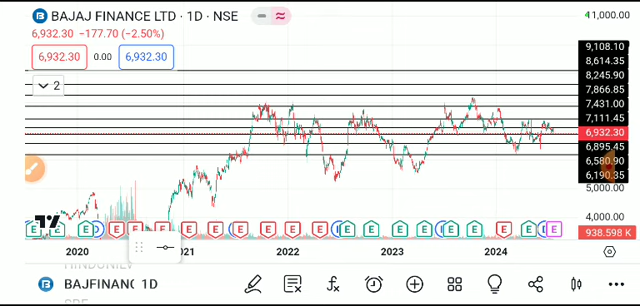 BAJAJ FINANCE LTD · 1D · NSE
6,932.30 −177.70 (−2.50%)
6,932.30 0.00 6,932.30
2
1,000.00
9,108.10
8,614.35
8,245.90
7,866.85
7,431.00
7,111.45
6,932.30
6,895.45
6,580.90
6,190.35
5,000.00
4,000.00
938.598 K
E E E E E E E E E E E E E E E E E E E
2020 2021 2022 2023 2024
BAJFINANC 1D